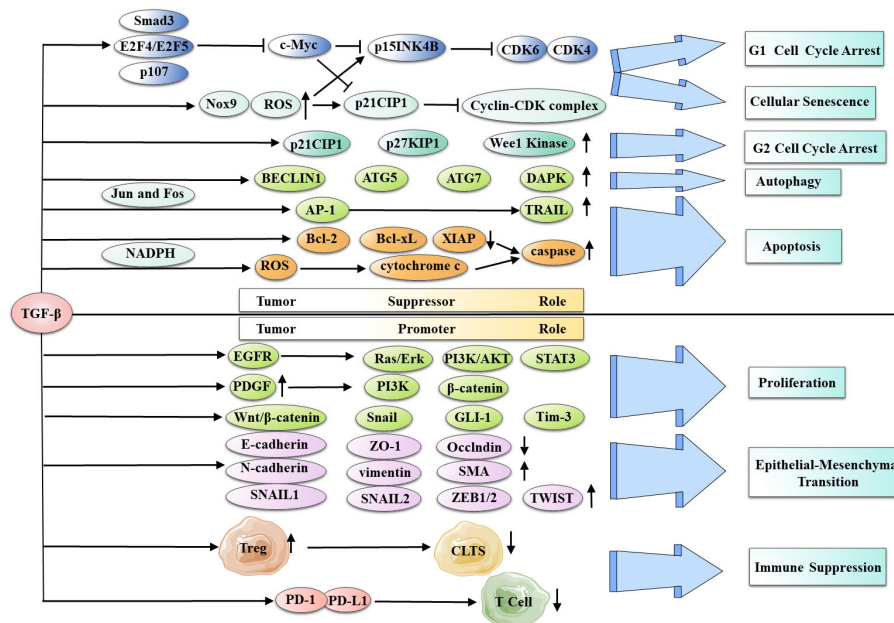 Smad3
E2F4/E2F5
c-Myc
p15INK4B
CDK6
CDK4
G1 Cell Cycle Arrest
p107
Nox9
ROS
p21CIP1
Cyclin-CDK complex
Cellular Senescence
p21CIP1
p27KIP1
Wee1 Kinase
G2 Cell Cycle Arrest
BECLIN1
ATG5
ATG7
DAPK
Autophagy
Jun and Fos
AP-1
TRAIL
Bcl-2
Bcl-xL
XIAP
caspase
Apoptosis
NADPH
ROS
cytochrome c
TGF-β
Tumor Suppressor Role
Tumor Promoter Role
EGFR
Ras/Erk
PI3K/AKT
STAT3
PDGF
PI3K
β-catenin
Proliferation
Wnt/β-catenin
Snail
GLI-1
Tim-3
E-cadherin
ZO-1
Occlndin
N-cadherin
vimentin
SMA
Epithelial-Mesenchyma
Transition
SNAIL1
SNAIL2
ZEB1/2
TWIST
Treg
CLTS
Immune Suppression
PD-1
PD-L1
T Cell